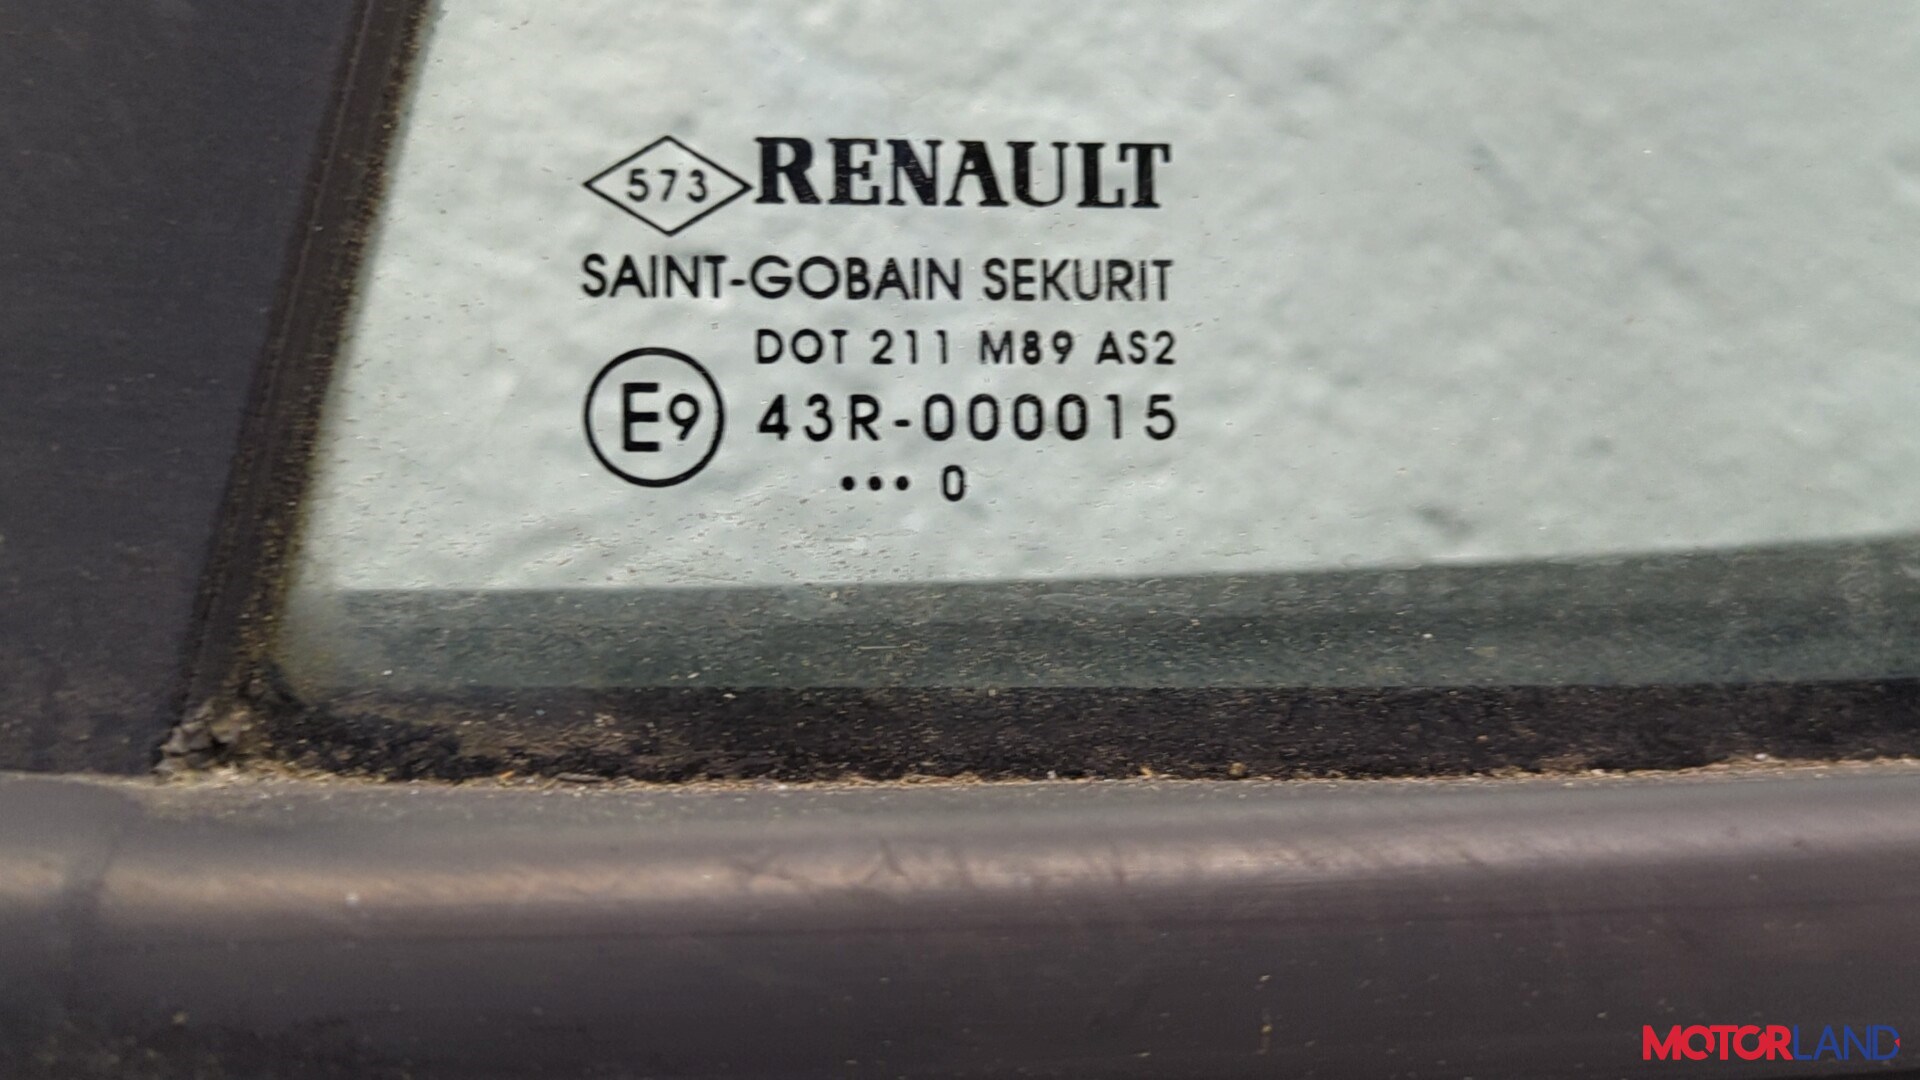 573 RENAULT
SAINT-GOBAIN SEKURIT
DOT 211 M89 AS2
E9 43R-000015
••• 0
MOTORLAND